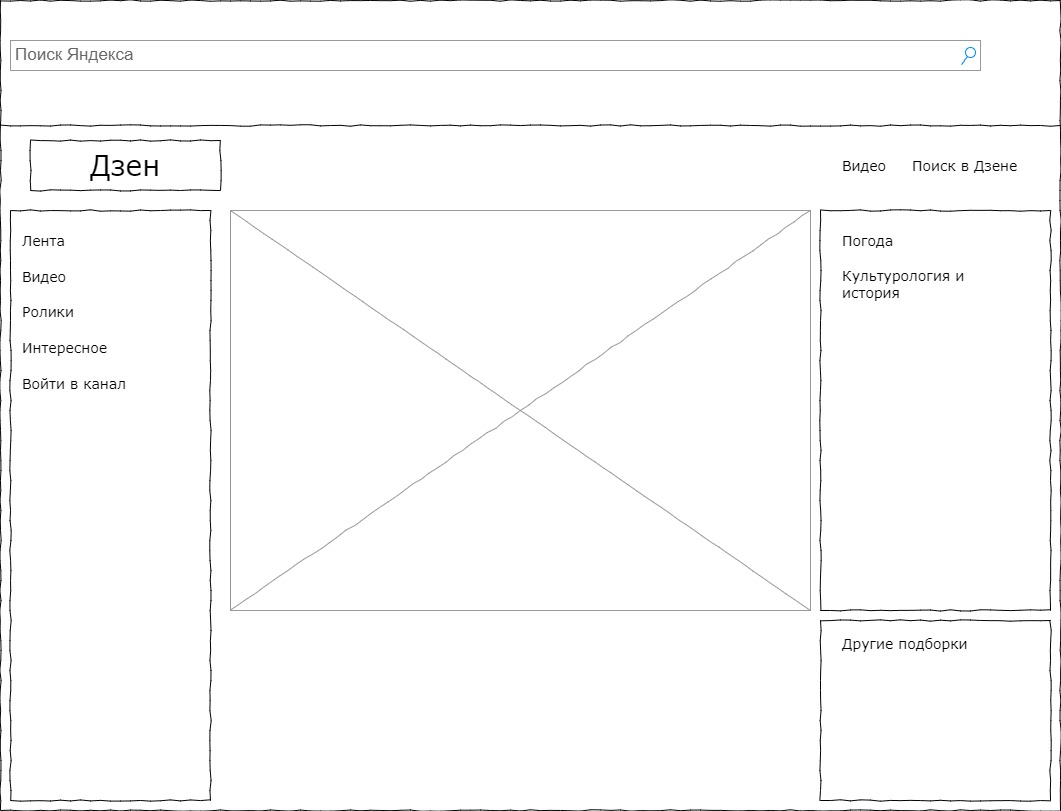 Поиск Яндекса
Дзен
Видео
Поиск в Дзене
Лента
Видео
Ролики
Интересное
Войти в канал
Погода
Культурология и
история
Другие подборки